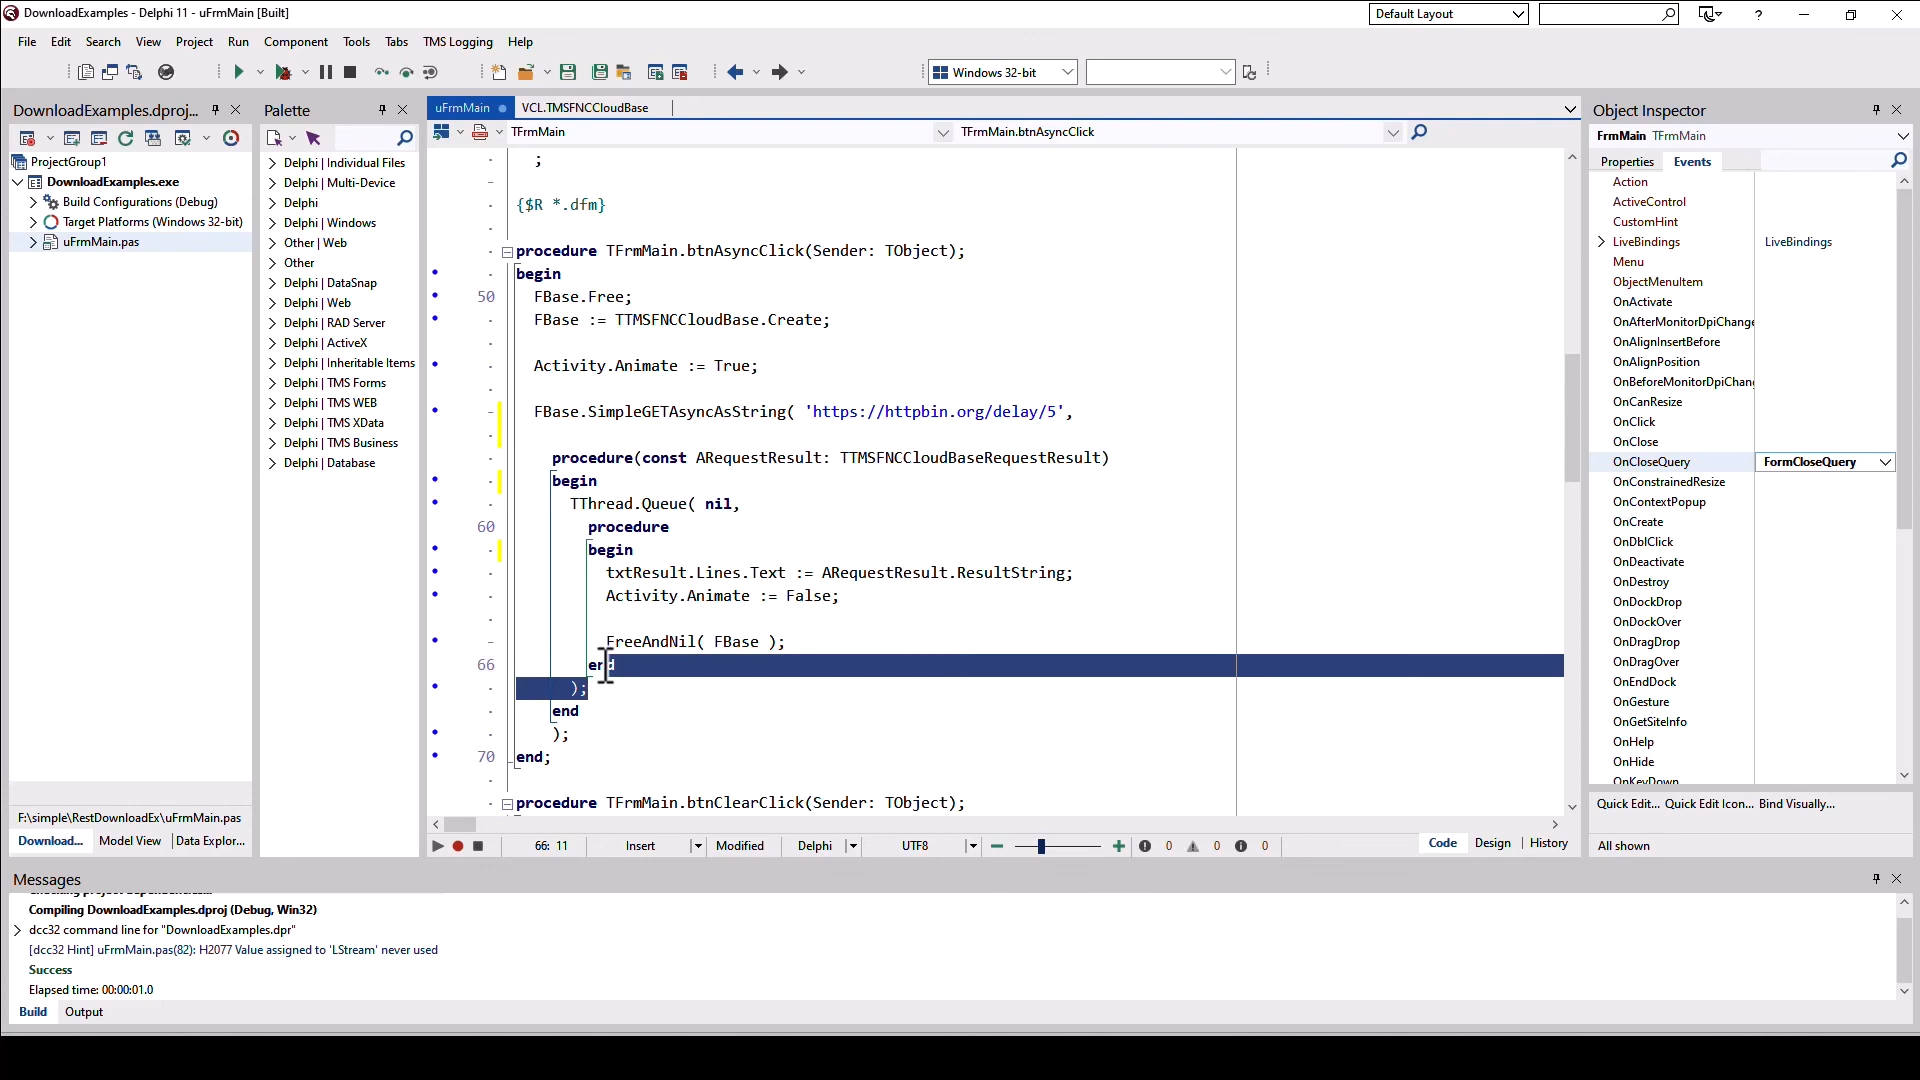 DownloadExamples - Delphi 11 - uFrmMain [Built]
Default Layout
File Edit Search View Project Run Component Tools Tabs TMS Logging Help
Windows 32-bit
DownloadExamples.dproj...
ProjectGroup1
DownloadExamples.exe
Build Configurations (Debug)
Target Platforms (Windows 32-bit)
uFrmMain.pas
F:\simple\RestDownloadEx\uFrmMain.pas
Download... Model View Data Explor...
Palette
Delphi | Individual Files
Delphi | Multi-Device
Delphi
Delphi | Windows
Other | Web
Other
Delphi | DataSnap
Delphi | Web
Delphi | RAD Server
Delphi | ActiveX
Delphi | Inheritable Items
Delphi | TMS Forms
Delphi | TMS WEB
Delphi | TMS XData
Delphi | TMS Business
Delphi | Database
uFrmMain VCL.TMSFNCCloudBase
TFrmMain TFrmMain.btnAsyncClick
;
{$R *.dfm}
procedure TFrmMain.btnAsyncClick(Sender: TObject);
begin
50 FBase.Free;
FBase := TTMSFNCCloudBase.Create;
Activity.Animate := True;
FBase.SimpleGETAsyncAsString( 'https://httpbin.org/delay/5',
procedure(const ARequestResult: TTMSFNCCloudBaseRequestResult)
begin
TThread.Queue( nil,
60 procedure
begin
txtResult.Lines.Text := ARequestResult.ResultString;
Activity.Animate := False;
FreeAndNil( FBase );
66 end
);
end
);
70 end;
procedure TFrmMain.btnClearClick(Sender: TObject);
66: 11 Insert Modified Delphi UTF8 0 0 0 Code Design History
Object Inspector
FrmMain TFrmMain
Properties Events
Action
ActiveControl
CustomHint
LiveBindings LiveBindings
Menu
ObjectMenuItem
OnActivate
OnAfterMonitorDpiChange
OnAlignInsertBefore
OnAlignPosition
OnBeforeMonitorDpiChang
OnCanResize
OnClick
OnClose
OnCloseQuery FormCloseQuery
OnConstrainedResize
OnContextPopup
OnCreate
OnDblClick
OnDeactivate
OnDestroy
OnDockDrop
OnDockOver
OnDragDrop
OnDragOver
OnEndDock
OnGesture
OnGetSiteInfo
OnHelp
OnHide
OnKeyDown
Quick Edit... Quick Edit Icon... Bind Visually...
All shown
Messages
Checking project dependencies...
Compiling DownloadExamples.dproj (Debug, Win32)
dcc32 command line for "DownloadExamples.dpr"
[dcc32 Hint] uFrmMain.pas(82): H2077 Value assigned to 'LStream' never used
Success
Elapsed time: 00:00:01.0
Build Output